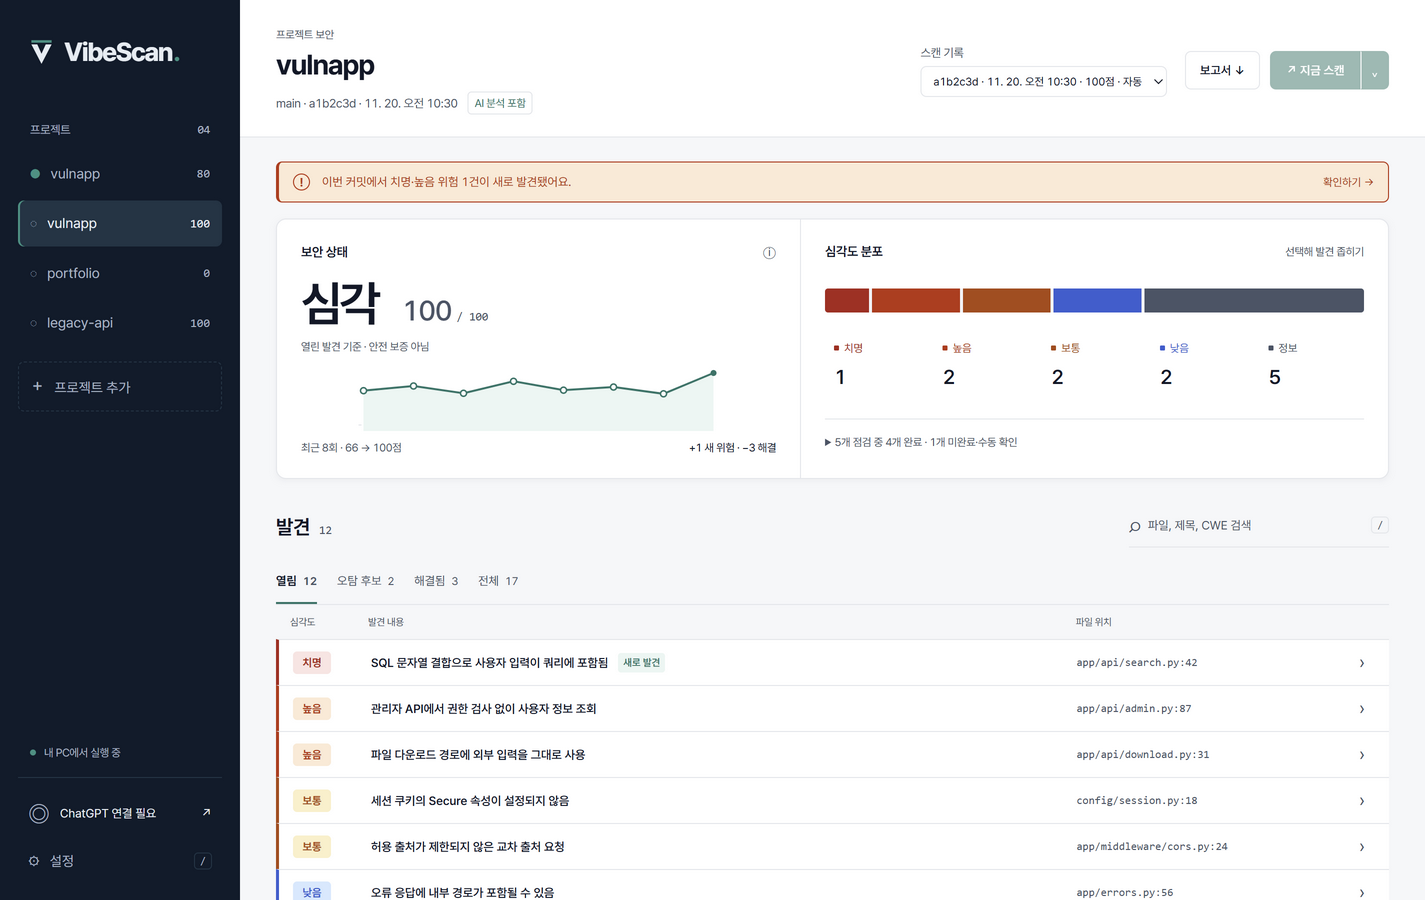 VibeScan.
프로젝트 04
vulnapp 80
vulnapp 100
portfolio 0
legacy-api 100
+ 프로젝트 추가
내 PC에서 실행 중
ChatGPT 연결 필요 ↗
설정 /
프로젝트 보안
vulnapp
main · a1b2c3d · 11. 20. 오전 10:30 AI 분석 포함
스캔 기록
a1b2c3d · 11. 20. 오전 10:30 · 100점 · 자동
보고서 ↓
↗ 지금 스캔
이번 커밋에서 치명·높음 위험 1건이 새로 발견됐어요. 확인하기 →
보안 상태
심각 100 / 100
열린 발견 기준 · 안전 보증 아님
최근 8회 · 66 → 100점 +1 새 위험 · −3 해결
심각도 분포 선택해 발견 좁히기
치명 높음 보통 낮음 정보
1 2 2 2 5
▶ 5개 점검 중 4개 완료 · 1개 미완료·수동 확인
발견 12
파일, 제목, CWE 검색 /
열림 12 오탐 후보 2 해결됨 3 전체 17
심각도 발견 내용 파일 위치
치명 SQL 문자열 결합으로 사용자 입력이 쿼리에 포함됨 새로 발견 app/api/search.py:42
높음 관리자 API에서 권한 검사 없이 사용자 정보 조회 app/api/admin.py:87
높음 파일 다운로드 경로에 외부 입력을 그대로 사용 app/api/download.py:31
보통 세션 쿠키의 Secure 속성이 설정되지 않음 config/session.py:18
보통 허용 출처가 제한되지 않은 교차 출처 요청 app/middleware/cors.py:24
낮음 오류 응답에 내부 경로가 포함될 수 있음 app/errors.py:56